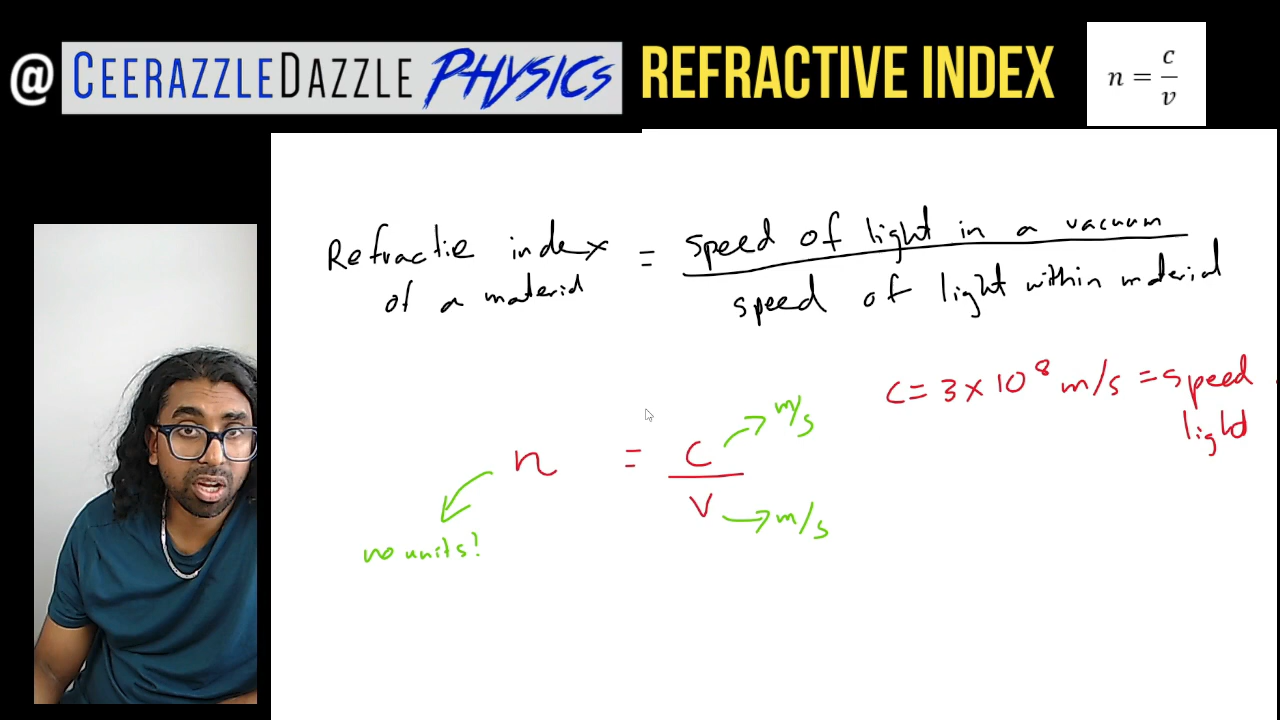 @ CEERAZZLEDAZZLE PHYSICS REFRACTIVE INDEX
n = c/v
Refractie index of a material = speed of light in a vacuum / speed of light within material
c = 3 x 10⁸ m/s = speed light
n = c/v
m/s
m/s
no units!